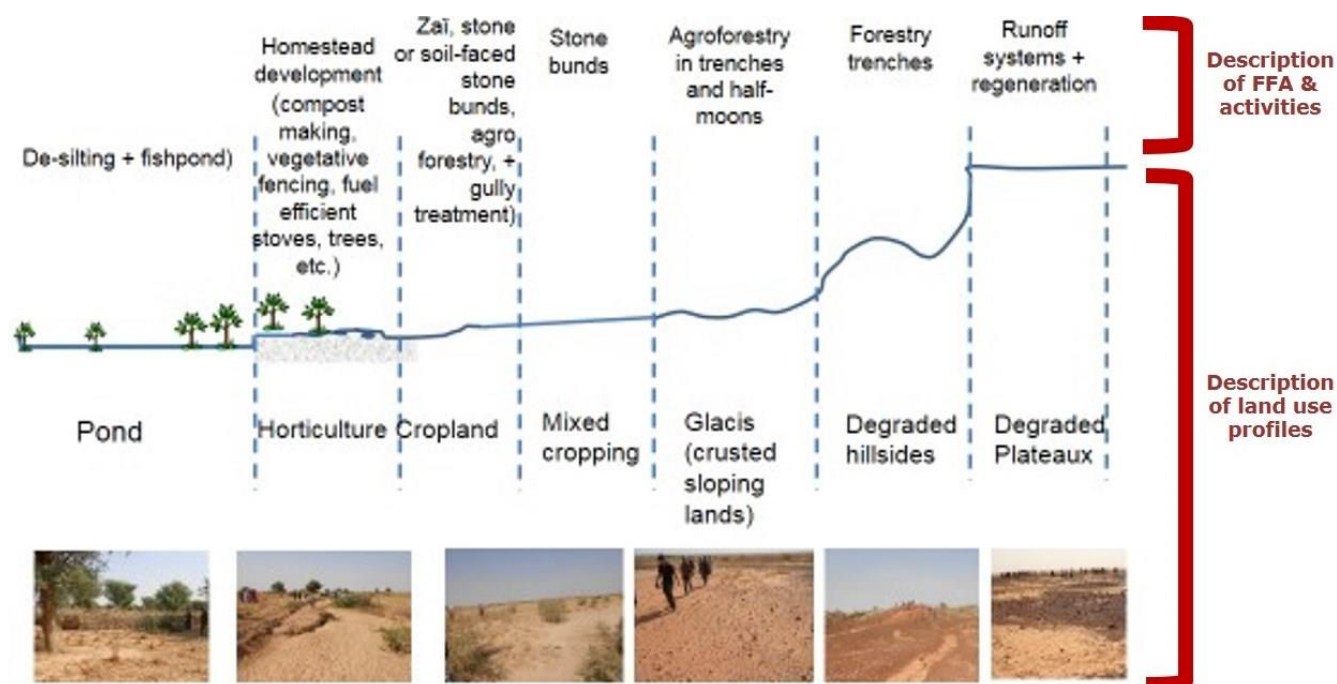 De-silting + fishpond)
Homestead
development
(compost
making,
vegetative
fencing, fuel
efficient
stoves, trees,
etc.)
Zaï, stone
or soil-faced
stone
bunds,
agro
forestry, +
gully
treatment)
Stone
bunds
Agroforestry
in trenches
and half-
moons
Forestry
trenches
Runoff
systems +
regeneration
Description
of FFA &
activities
Pond
Horticulture
Cropland
Mixed
cropping
Glacis
(crusted
sloping
lands)
Degraded
hillsides
Degraded
Plateaux
Description
of land use
profiles